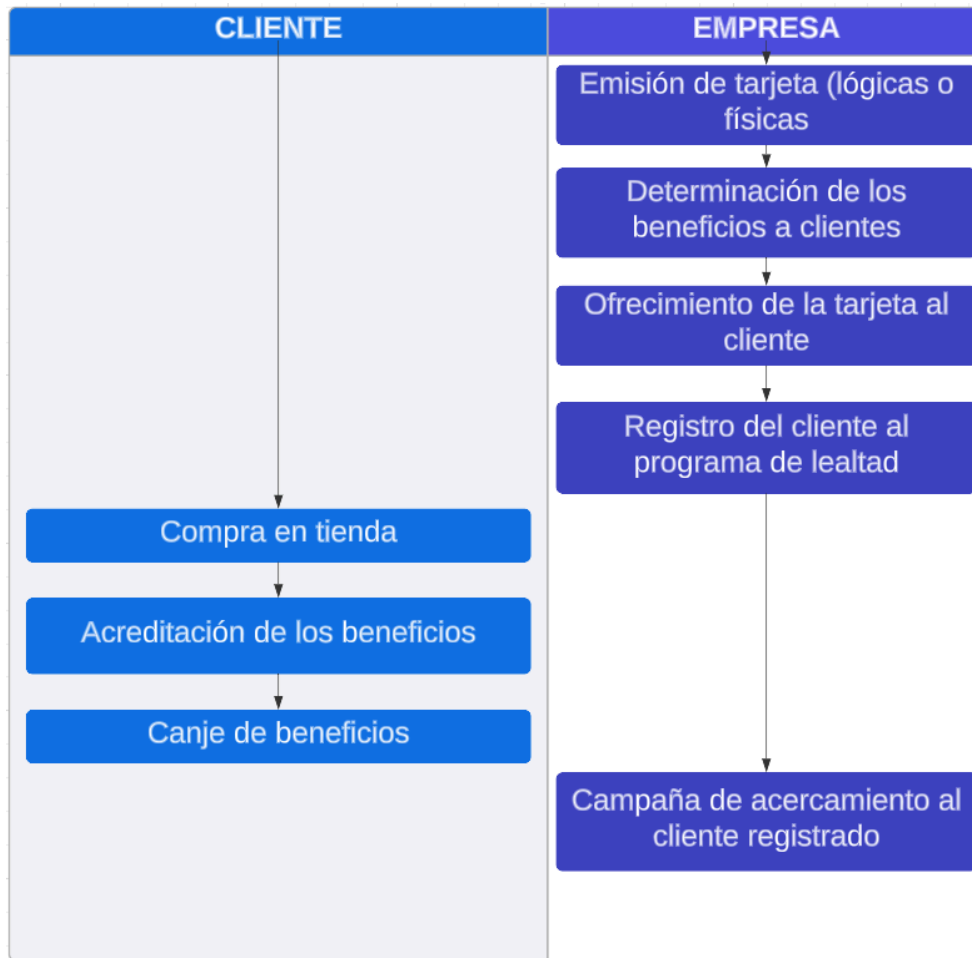 CLIENTE
EMPRESA
Emisión de tarjeta (lógicas o
físicas
Determinación de los
beneficios a clientes
Ofrecimiento de la tarjeta al
cliente
Registro del cliente al
programa de lealtad
Compra en tienda
Acreditación de los beneficios
Canje de beneficios
Campaña de acercamiento al
cliente registrado